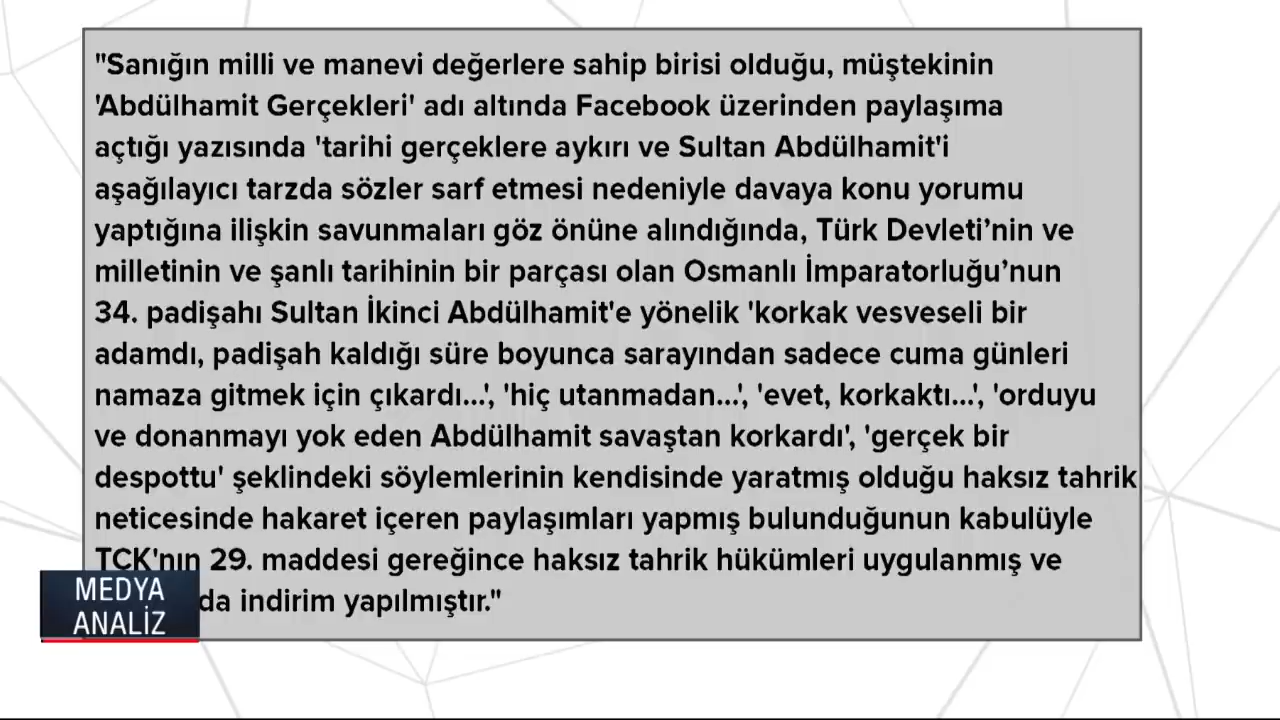 "Sanığın milli ve manevi değerlere sahip birisi olduğu, müştekinin
'Abdülhamit Gerçekleri' adı altında Facebook üzerinden paylaşıma
açtığı yazısında 'tarihi gerçeklere aykırı ve Sultan Abdülhamit'i
aşağılayıcı tarzda sözler sarf etmesi nedeniyle davaya konu yorumu
yaptığına ilişkin savunmaları göz önüne alındığında, Türk Devleti’nin ve
milletinin ve şanlı tarihinin bir parçası olan Osmanlı İmparatorluğu’nun
34. padişahı Sultan İkinci Abdülhamit'e yönelik 'korkak vesveseli bir
adamdı, padişah kaldığı süre boyunca sarayından sadece cuma günleri
namaza gitmek için çıkardı...', 'hiç utanmadan...', 'evet, korkaktı...', 'orduyu
ve donanmayı yok eden Abdülhamit savaştan korkardı', 'gerçek bir
despottu' şeklindeki söylemlerinin kendisinde yaratmış olduğu haksız tahrik
neticesinde hakaret içeren paylaşımları yapmış bulunduğunun kabulüyle
TCK'nın 29. maddesi gereğince haksız tahrik hükümleri uygulanmış ve
da indirim yapılmıştır."
MEDYA
ANALİZ